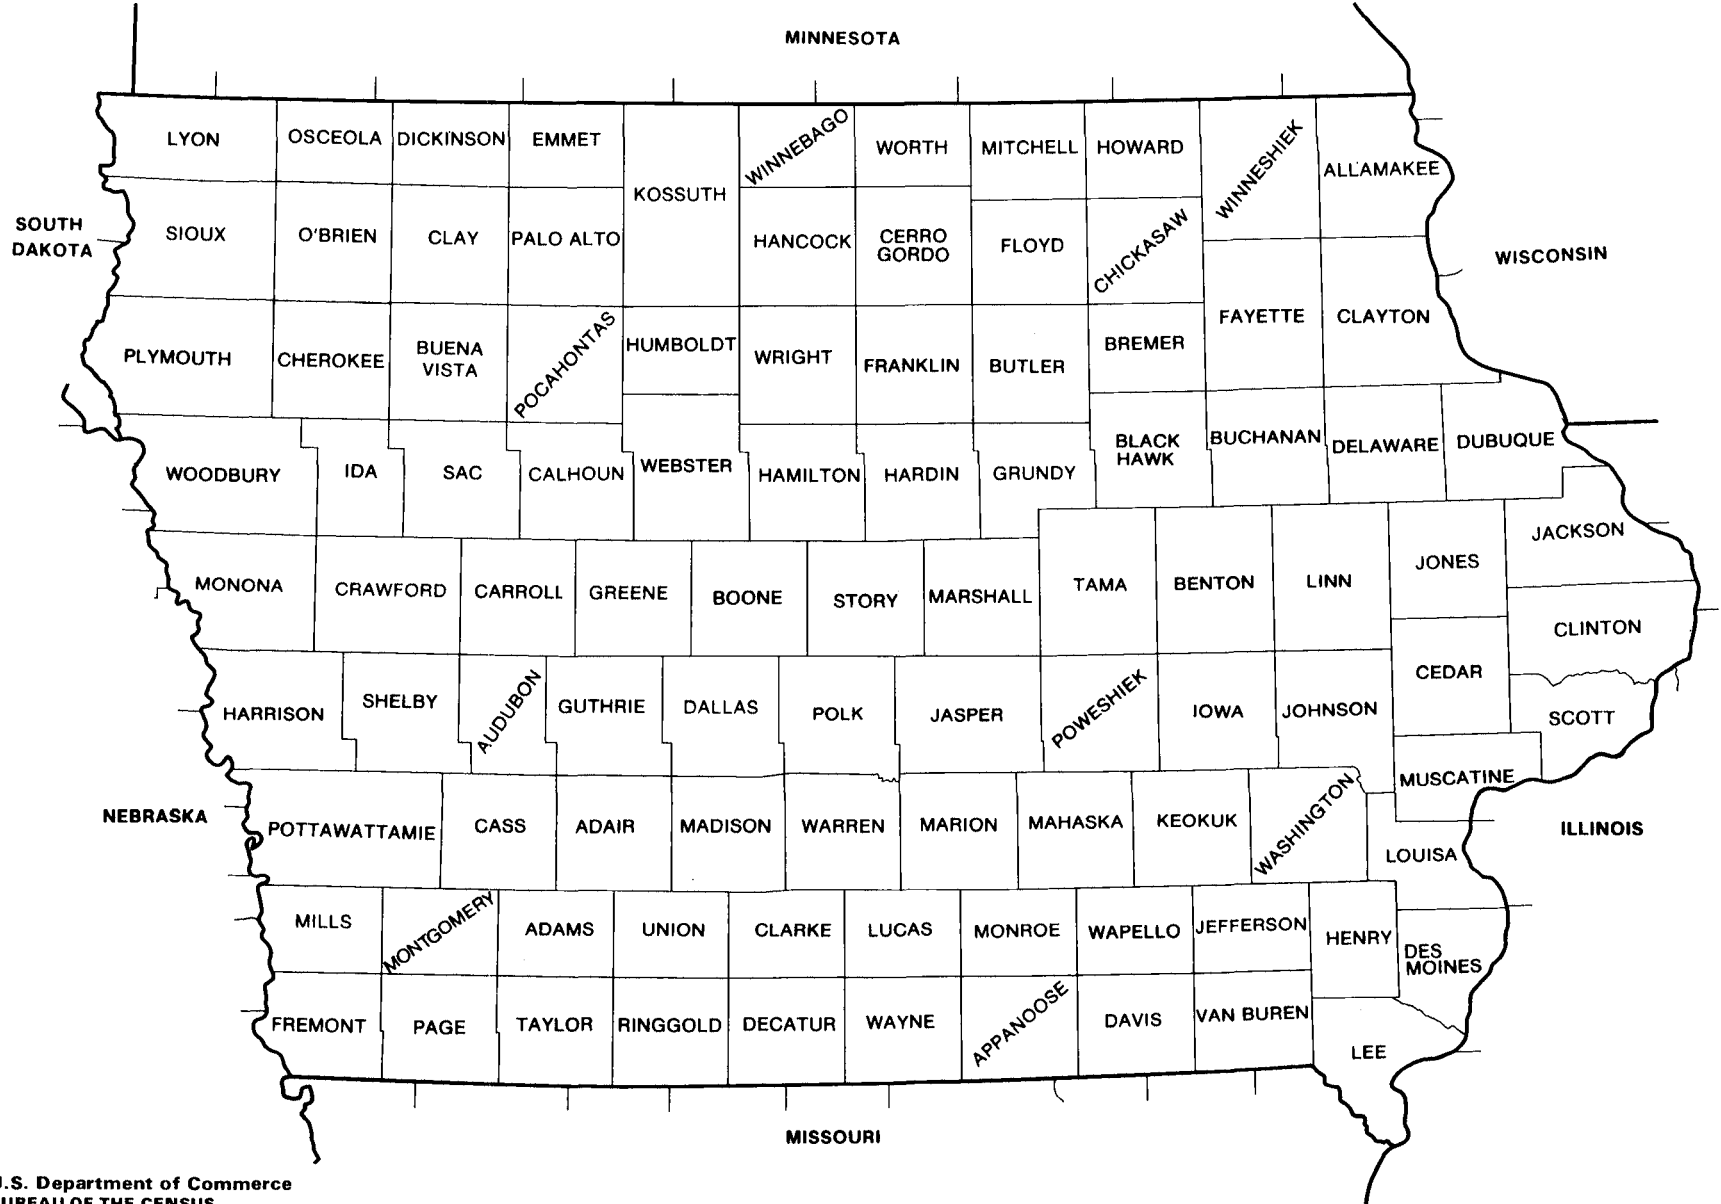 MINNESOTA
LYON
OSCEOLA
DICKINSON
EMMET
KOSSUTH
WINNEBAGO
WORTH
MITCHELL
HOWARD
WINNESHIEK
ALLAMAKEE
SOUTH
DAKOTA
SIOUX
O'BRIEN
CLAY
PALO ALTO
HANCOCK
CERRO
GORDO
FLOYD
CHICKASAW
WISCONSIN
PLYMOUTH
CHEROKEE
BUENA
VISTA
POCAHONTAS
HUMBOLDT
WRIGHT
FRANKLIN
BUTLER
BREMER
FAYETTE
CLAYTON
WOODBURY
IDA
SAC
CALHOUN
WEBSTER
HAMILTON
HARDIN
GRUNDY
BLACK
HAWK
BUCHANAN
DELAWARE
DUBUQUE
MONONA
CRAWFORD
CARROLL
GREENE
BOONE
STORY
MARSHALL
TAMA
BENTON
LINN
JONES
JACKSON
CLINTON
HARRISON
SHELBY
AUDUBON
GUTHRIE
DALLAS
POLK
JASPER
POWESHIEK
IOWA
JOHNSON
CEDAR
SCOTT
NEBRASKA
POTTAWATTAMIE
CASS
ADAIR
MADISON
WARREN
MARION
MAHASKA
KEOKUK
WASHINGTON
MUSCATINE
LOUISA
ILLINOIS
MILLS
MONTGOMERY
ADAMS
UNION
CLARKE
LUCAS
MONROE
WAPELLO
JEFFERSON
HENRY
DES
MOINES
FREMONT
PAGE
TAYLOR
RINGGOLD
DECATUR
WAYNE
APPANOOSE
DAVIS
VAN BUREN
LEE
MISSOURI
U.S. Department of Commerce
BUREAU OF THE CENSUS